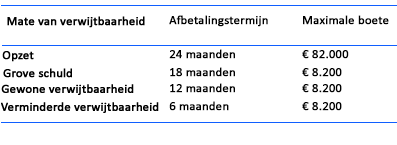 Mate van verwijtbaarheid Afbetalingstermijn Maximale boete
Opzet 24 maanden € 82.000
Grove schuld 18 maanden € 8.200
Gewone verwijtbaarheid 12 maanden € 8.200
Verminderde verwijtbaarheid 6 maanden € 8.200